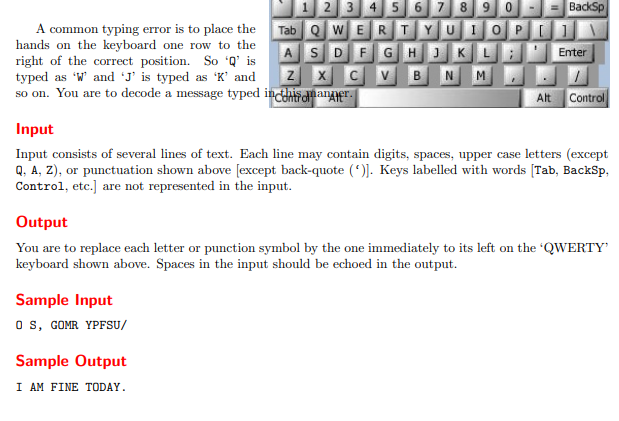 ` 1 2 3 4 5 6 7 8 9 0 - = BackSp
Tab Q W E R T Y U I O P [ ] \
A S D F G H J K L ; ' Enter
Z X C V B N M , . /
Control Alt Alt Control
A common typing error is to place the
hands on the keyboard one row to the
right of the correct position. So ‘Q’ is
typed as ‘W’ and ‘J’ is typed as ‘K’ and
so on. You are to decode a message typed in this manner.
Input
Input consists of several lines of text. Each line may contain digits, spaces, upper case letters (except
Q, A, Z), or punctuation shown above [except back-quote (‘)]. Keys labelled with words [Tab, BackSp,
Control, etc.] are not represented in the input.
Output
You are to replace each letter or punction symbol by the one immediately to its left on the ‘QWERTY’
keyboard shown above. Spaces in the input should be echoed in the output.
Sample Input
O S, GOMR YPFSU/
Sample Output
I AM FINE TODAY.